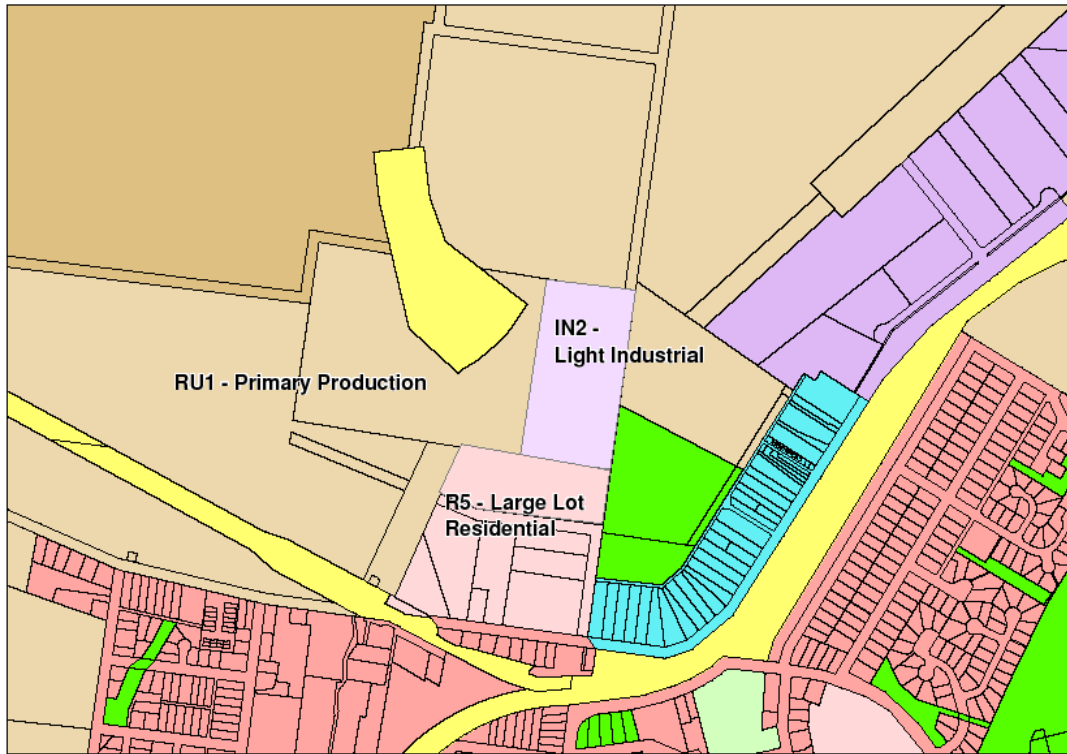 IN2 -
Light Industrial
RU1 - Primary Production
R5 - Large Lot
Residential